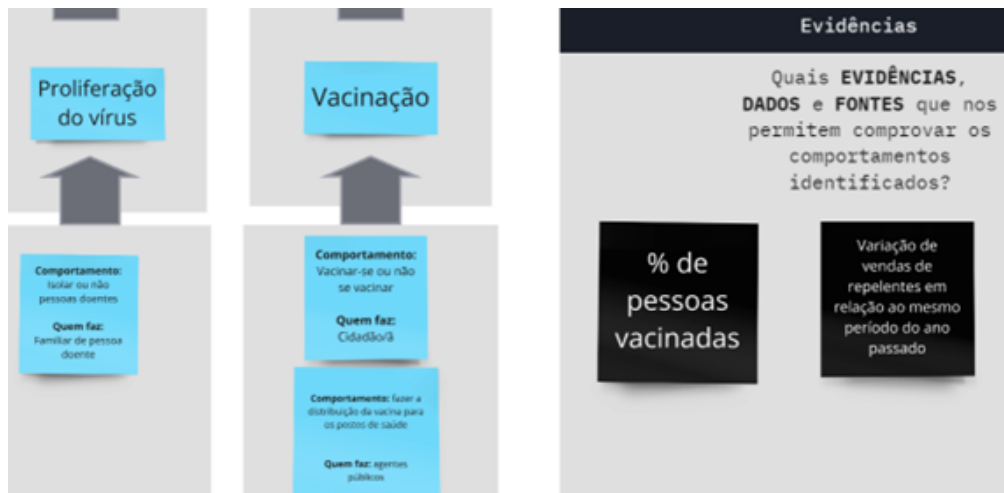 Proliferação
do vírus
Comportamento:
Isolar ou não
pessoas doentes
Quem faz:
Familiar de pessoa
doente
Vacinação
Comportamento:
Vacinar-se ou não
se vacinar
Quem faz:
Cidadão/ã
Comportamento: fazer a
distribuição da vacina para
os postos de saúde
Quem faz: agentes
públicos
Evidências
Quais EVIDÊNCIAS,
DADOS e FONTES que nos
permitem comprovar os
comportamentos
identificados?
% de
pessoas
vacinadas
Variação de
vendas de
repelentes em
relação ao mesmo
período do ano
passado